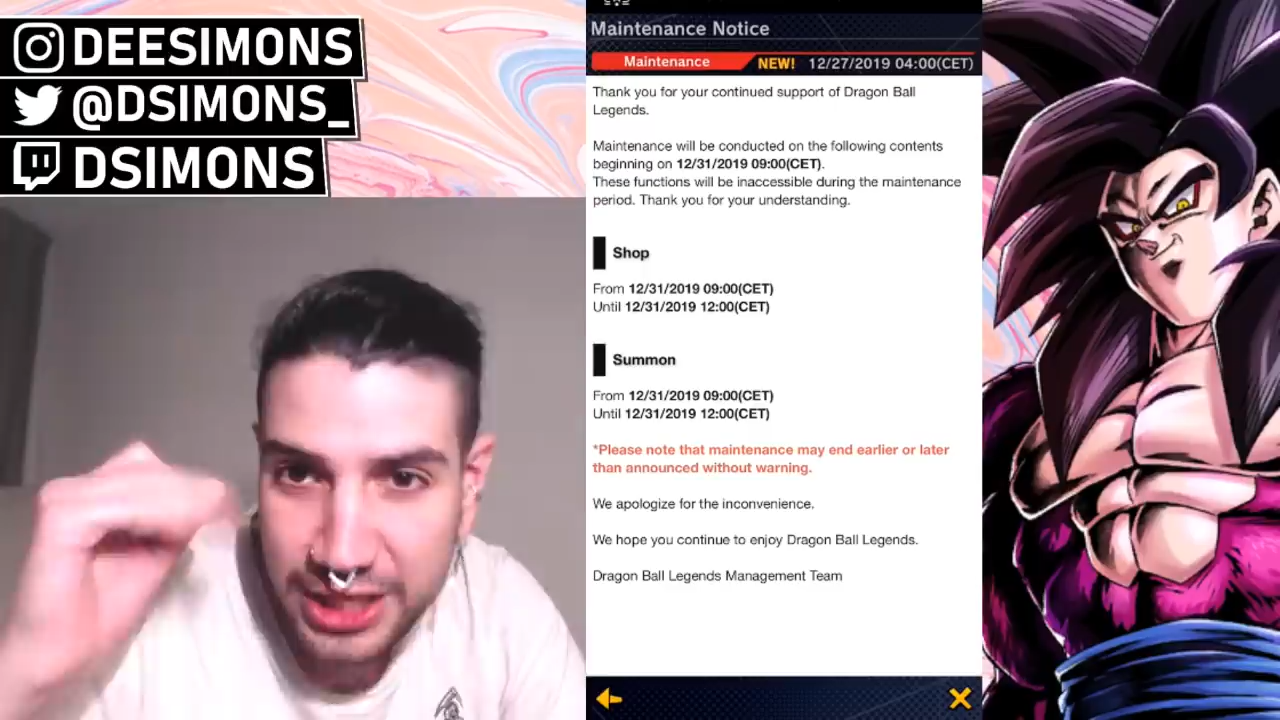 DEESIMONS
@DSIMONS_
DSIMONS
Maintenance Notice
Maintenance NEW! 12/27/2019 04:00(CET)
Thank you for your continued support of Dragon Ball
Legends.
Maintenance will be conducted on the following contents
beginning on 12/31/2019 09:00(CET).
These functions will be inaccessible during the maintenance
period. Thank you for your understanding.
Shop
From 12/31/2019 09:00(CET)
Until 12/31/2019 12:00(CET)
Summon
From 12/31/2019 09:00(CET)
Until 12/31/2019 12:00(CET)
*Please note that maintenance may end earlier or later
than announced without warning.
We apologize for the inconvenience.
We hope you continue to enjoy Dragon Ball Legends.
Dragon Ball Legends Management Team